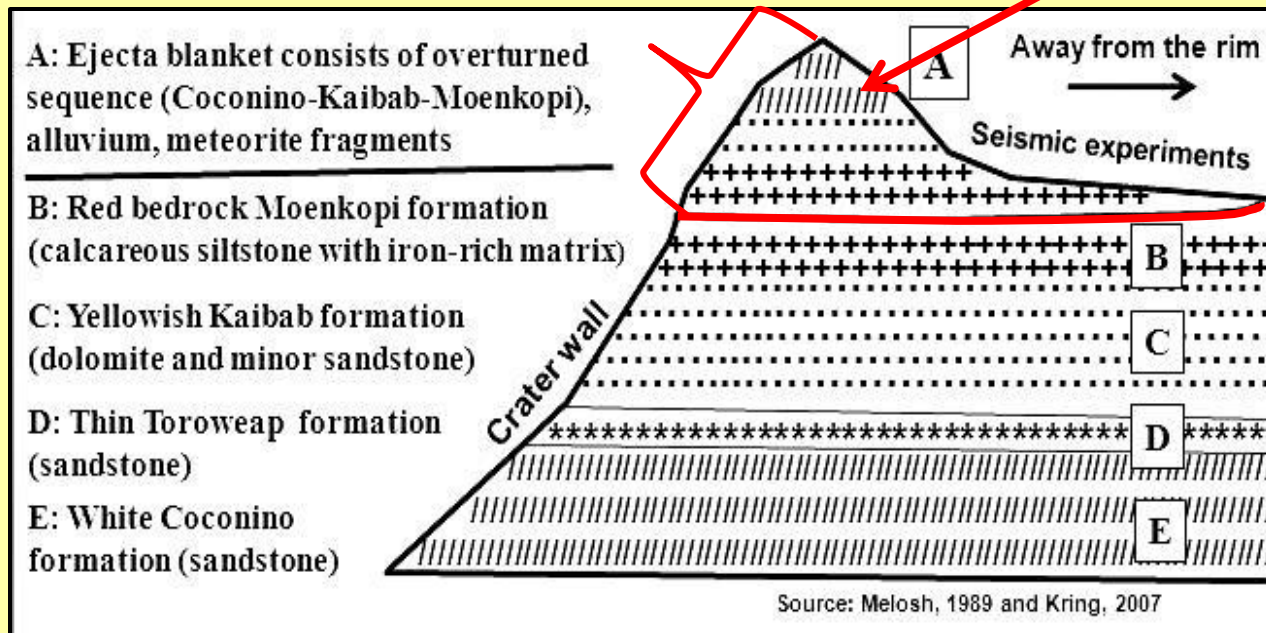 A: Ejecta blanket consists of overturned
sequence (Coconino-Kaibab-Moenkopi),
alluvium, meteorite fragments
B: Red bedrock Moenkopi formation
(calcareous siltstone with iron-rich matrix)
C: Yellowish Kaibab formation
(dolomite and minor sandstone)
D: Thin Toroweap formation
(sandstone)
E: White Coconino
formation (sandstone)
A
Away from the rim
Seismic experiments
B
C
Crater wall
D
E
Source: Melosh, 1989 and Kring, 2007